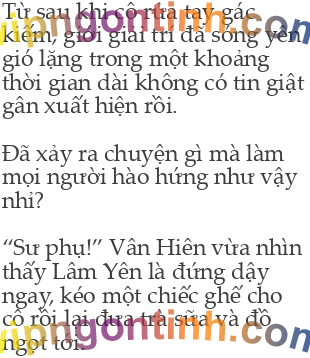 Từ sau khi cô rửa tay gác
kiếm, giới giải trí đã sóng yên
gió lặng trong một khoảng
thời gian dài không có tin giật
gân xuất hiện rồi.
Đã xảy ra chuyện gì mà làm
mọi người hào hứng như vậy
nhỉ?
“Sư phụ!” Vân Hiên vừa nhìn
thấy Lâm Yên là đứng dậy
ngay, kéo một chiếc ghế cho
cô rồi lại đưa trà sữa và đồ
ngọt tới.